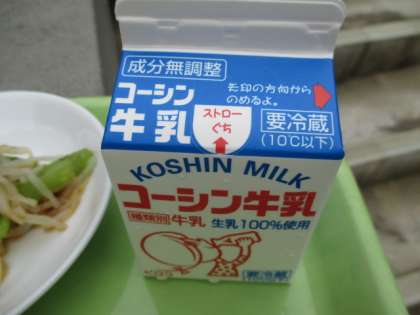 成分無調整
矢印の方向から
のめるよ。
コーシン
牛乳
ストロー
ぐち
要冷蔵
(10℃以下)
KOSHIN MILK
コーシン牛乳
種類別 牛乳 生乳100%使用
要冷蔵